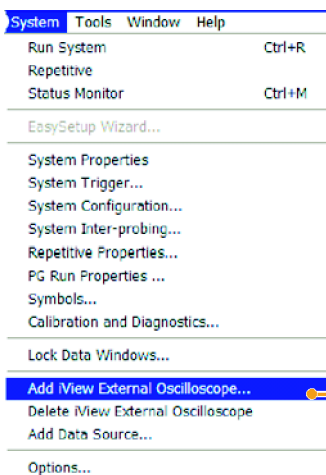 System Tools Window Help
Run System Ctrl+R
Repetitive
Status Monitor Ctrl+M
EasySetup Wizard...
System Properties
System Trigger...
System Configuration...
System Inter-probing...
Repetitive Properties...
PG Run Properties ...
Symbols...
Calibration and Diagnostics...
Lock Data Windows...
Add iView External Oscilloscope...
Delete iView External Oscilloscope
Add Data Source...
Options...